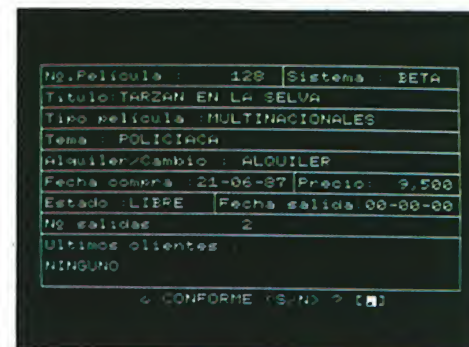 Nº.Película : 128 Sistema : BETA
Titulo:TARZAN EN LA SELVA
Tipo película :MULTINACIONALES
Tema : POLICIACA
Alquiler/Cambio : ALQUILER
Fecha compra :21-06-87 Precio: 9,500
Estado :LIBRE Fecha salida 00-00-00
Nº salidas 2
Ultimos clientes :
NINGUNO
¿ CONFORME (S/N) ? [ ]